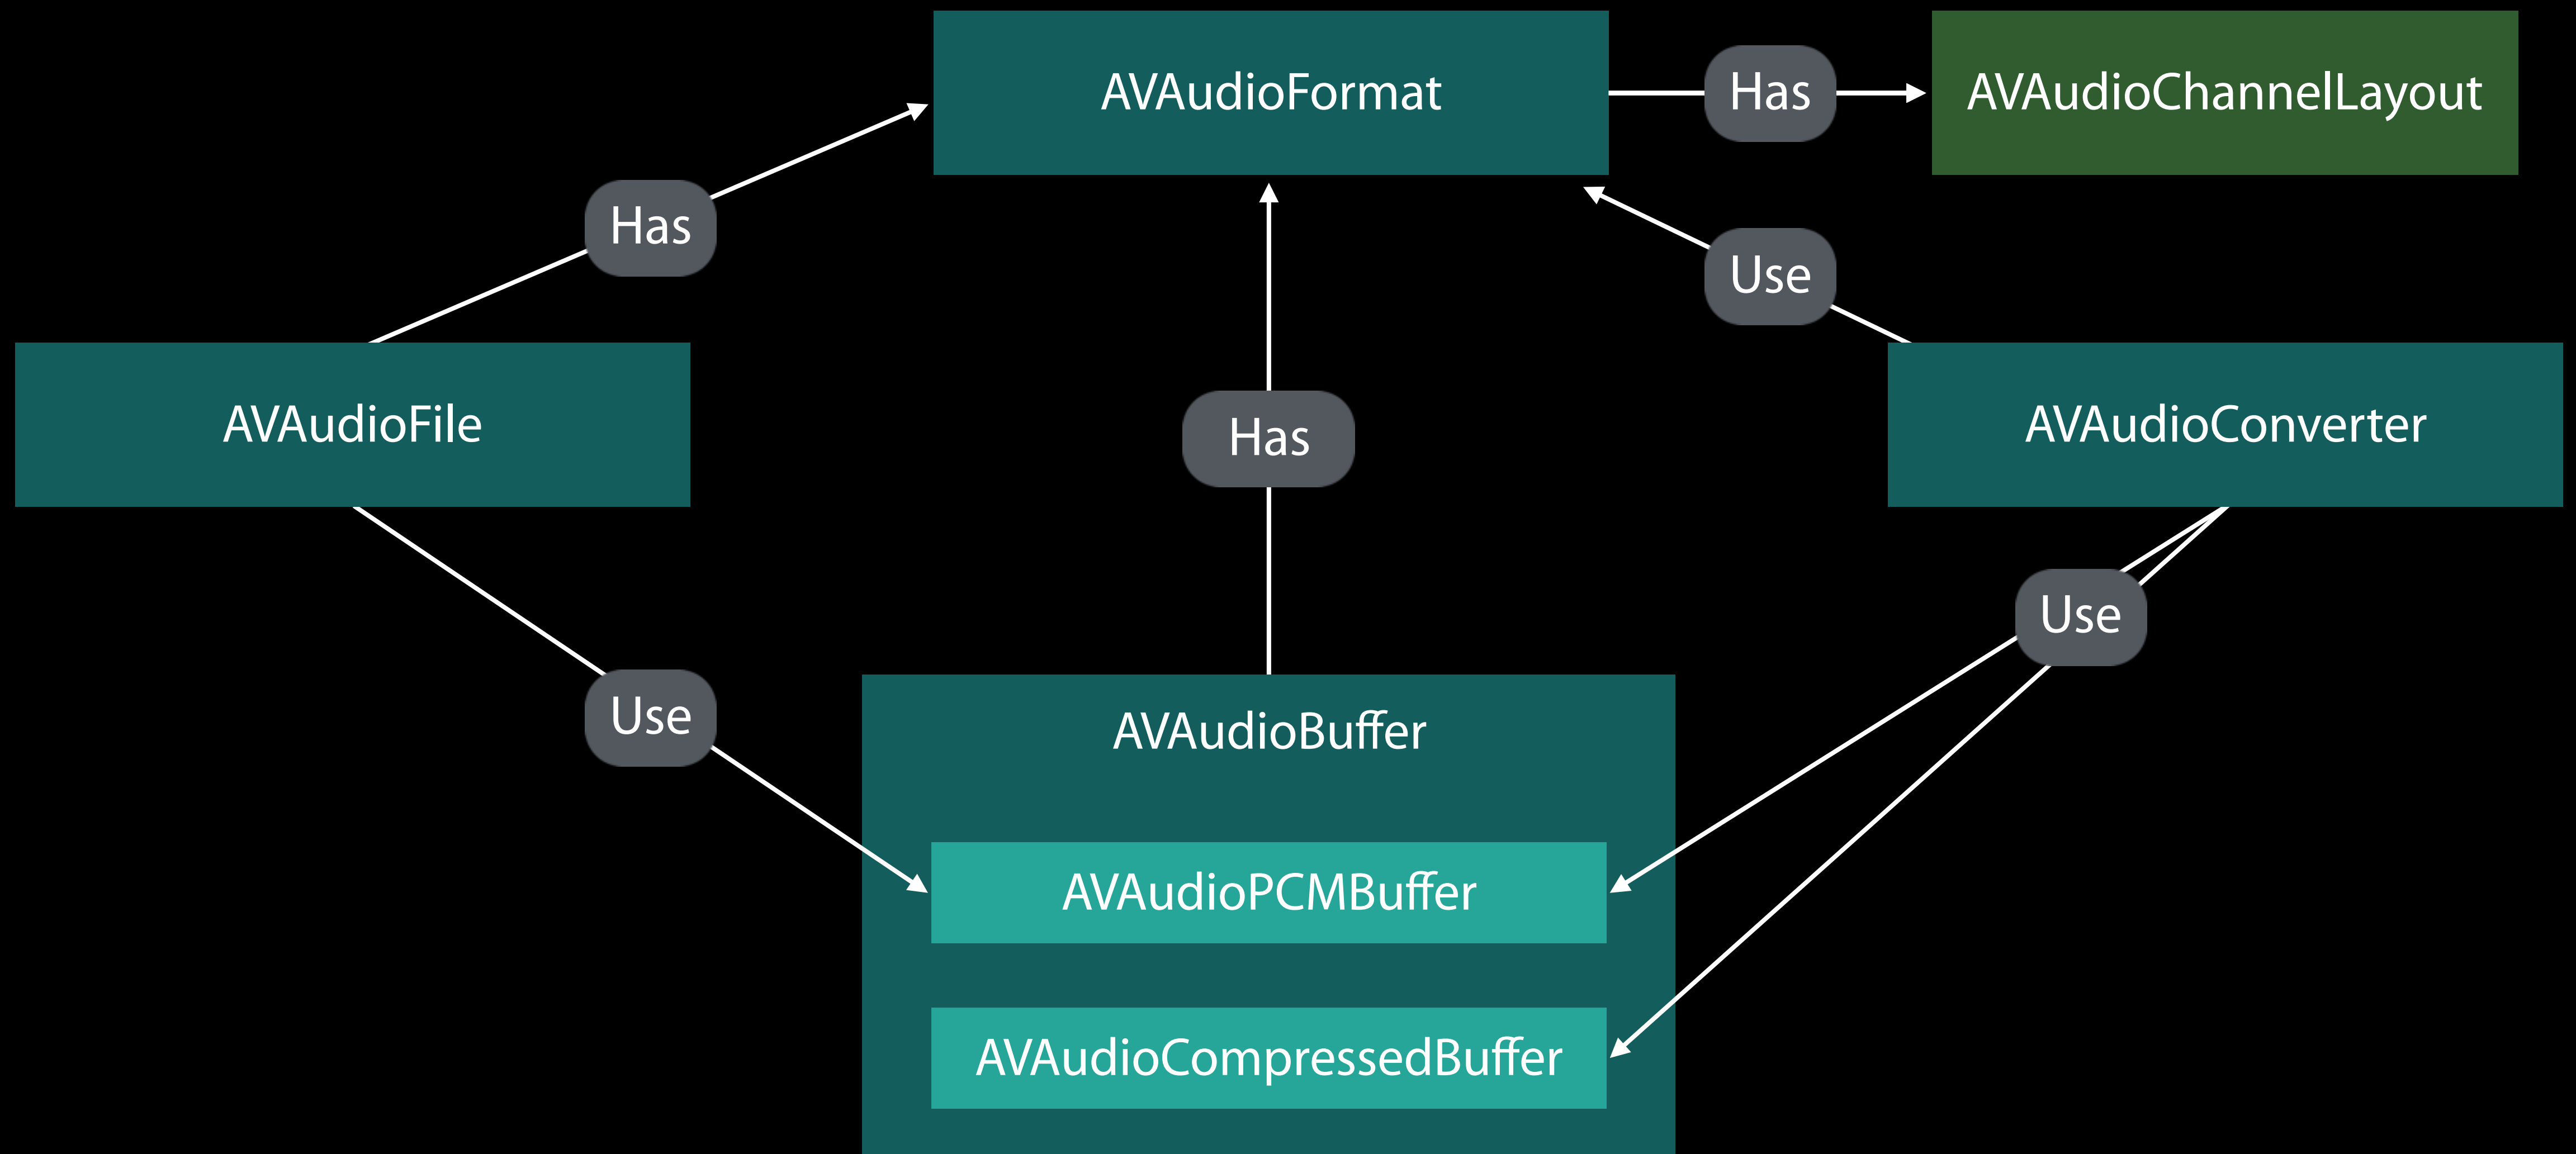 AVAudioFormat
Has
AVAudioChannelLayout
Has
Use
AVAudioFile
Has
AVAudioConverter
Use
Use
AVAudioBuffer
AVAudioPCMBuffer
AVAudioCompressedBuffer